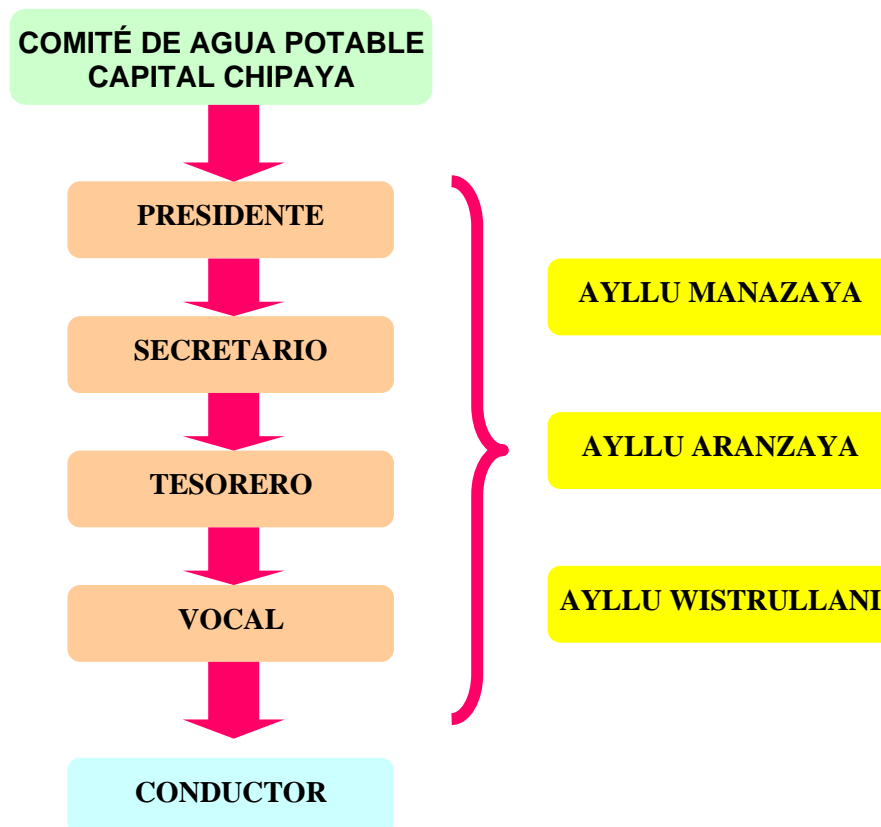 COMITÉ DE AGUA POTABLE
CAPITAL CHIPAYA
PRESIDENTE
SECRETARIO
TESORERO
VOCAL
CONDUCTOR
AYLLU MANAZAYA
AYLLU ARANZAYA
AYLLU WISTRULLANI